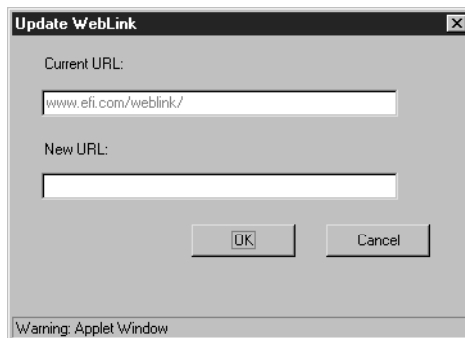 Update WebLink
Current URL:
www.efi.com/weblink/
New URL:
OK Cancel
Warning: Applet Window